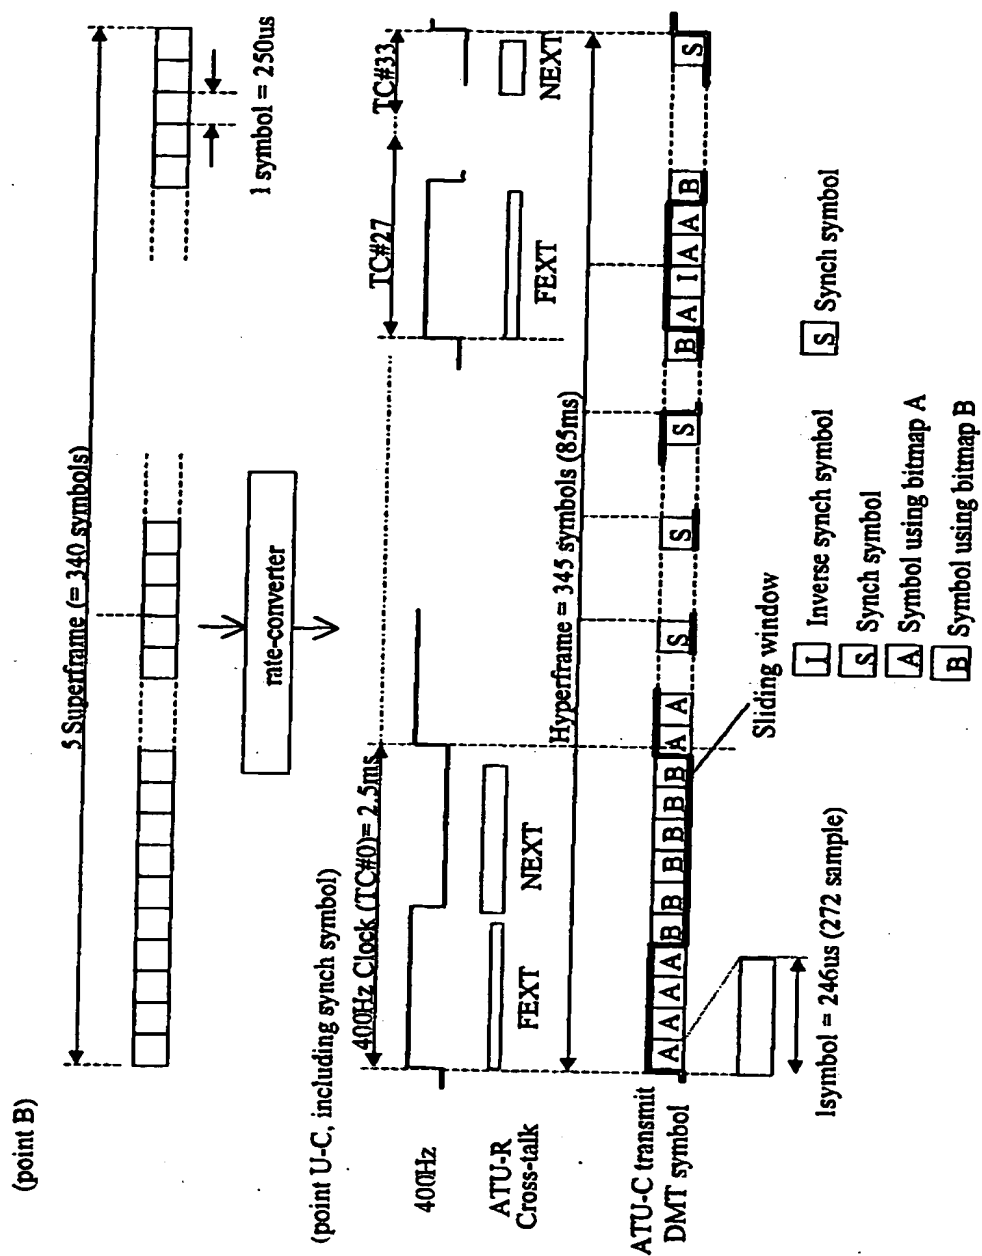 (point B)
5 Superframe (= 340 symbols)
1 symbol = 250us
rate-converter
(point U-C, including synch symbol)
400Hz Clock (TC#0)= 2.5ms
TC#27
TC#33
400Hz
ATU-R
Cross-talk
FEXT
NEXT
FEXT
NEXT
Hyperframe = 345 symbols (85ms)
ATU-C transmit
DMT symbol
A A A A B B B B B B A A S S S B A I A A B S
Sliding window
1symbol = 246us (272 sample)
I Inverse synch symbol
S Synch symbol
S Synch symbol
A Symbol using bitmap A
B Symbol using bitmap B